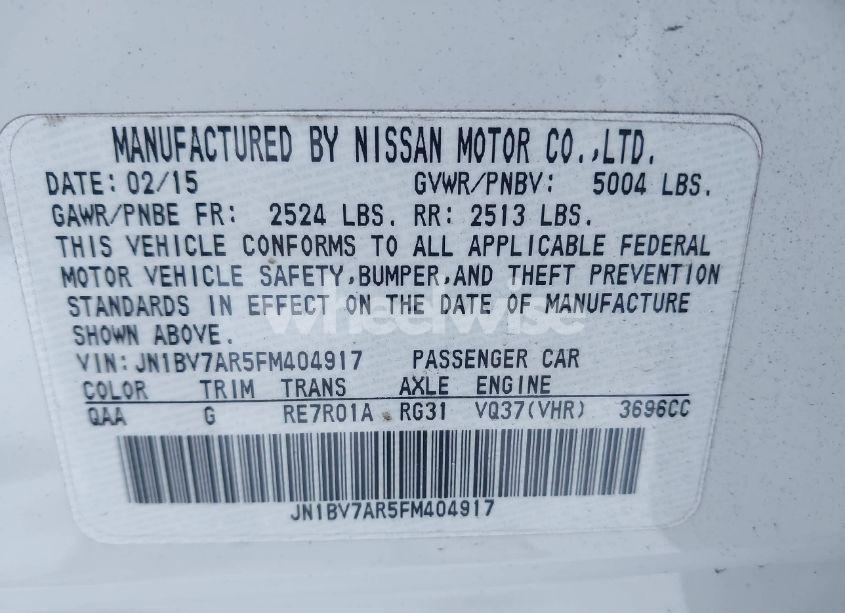 MANUFACTURED BY NISSAN MOTOR CO.,LTD.
DATE: 02/15 GVWR/PNBV: 5004 LBS.
GAWR/PNBE FR: 2524 LBS. RR: 2513 LBS.
THIS VEHICLE CONFORMS TO ALL APPLICABLE FEDERAL
MOTOR VEHICLE SAFETY,BUMPER,AND THEFT PREVENTION
STANDARDS IN EFFECT ON THE DATE OF MANUFACTURE
SHOWN ABOVE.
wheelwise
VIN:JN1BV7AR5FM404917 PASSENGER CAR
COLOR TRIM TRANS AXLE ENGINE
QAA G RE7R01A RG31 VQ37(VHR) 3696CC
JN1BV7AR5FM404917